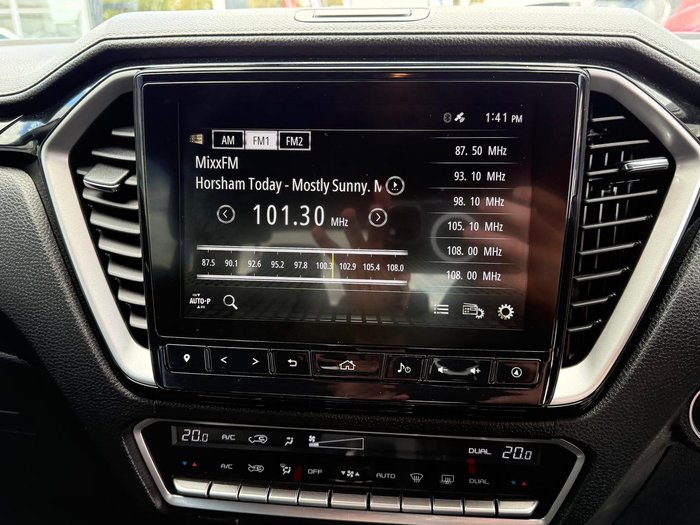 1:41 PM
AM FM1 FM2
87. 50 MHz
MixxFM
93. 10 MHz
Horsham Today - Mostly Sunny. M
98. 10 MHz
101.30 MHz
105. 10 MHz
108. 00 MHz
87.5 90.1 92.6 95.2 97.8 100.3 102.9 105.4 108.0
108. 00 MHz
AUTO-P
20.0 A/C DUAL 20.0
A/C OFF AUTO DUAL